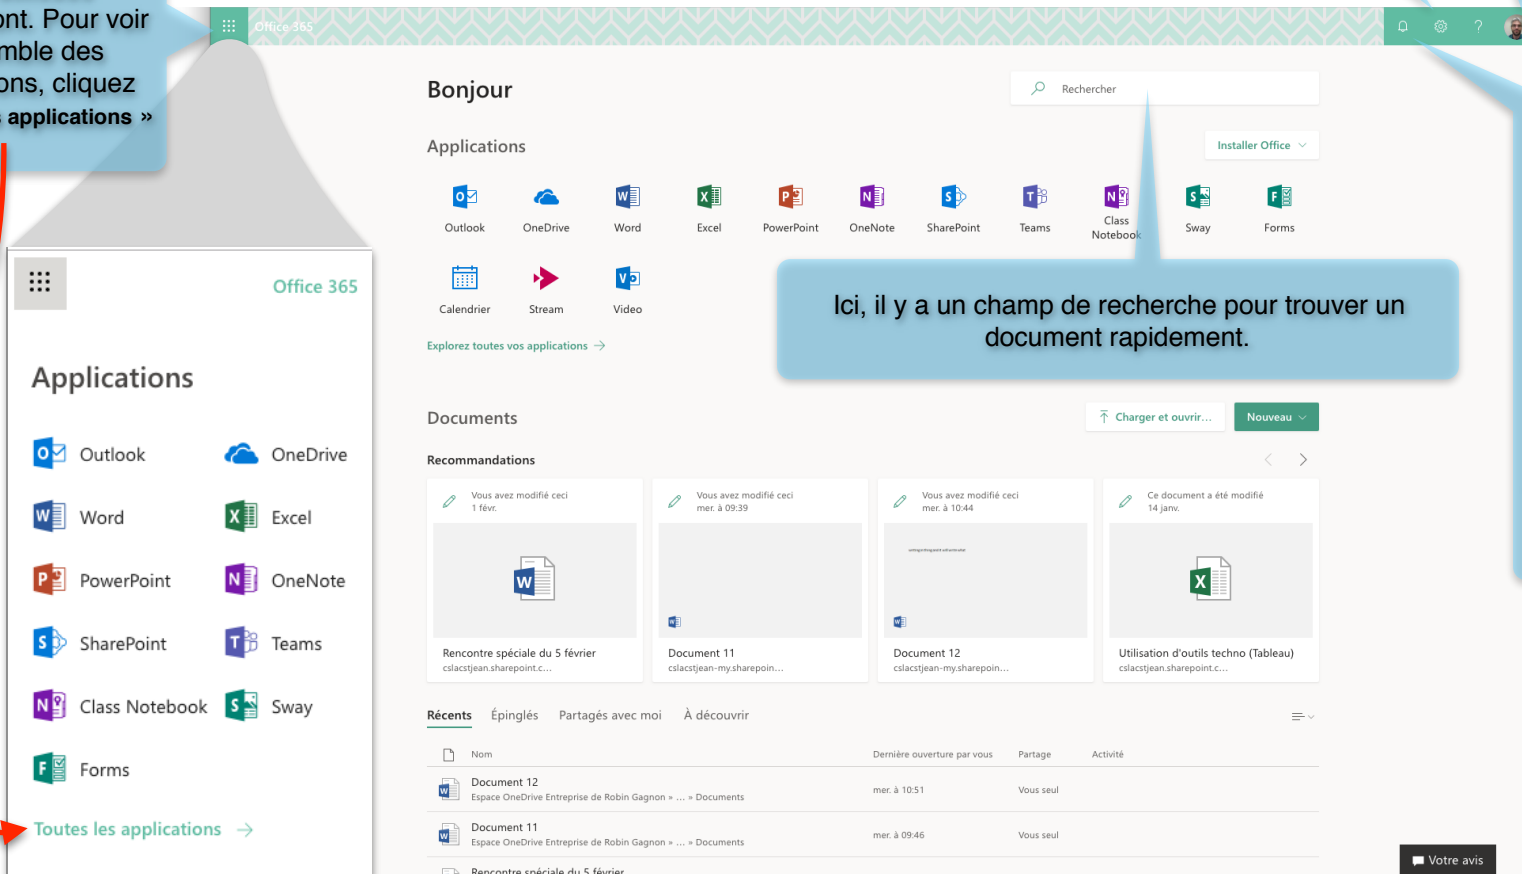 ont. Pour voir
mble des
ons, cliquez
s applications »
Office 365
Bonjour
Rechercher
Applications
Installer Office
Outlook
OneDrive
Word
Excel
PowerPoint
OneNote
SharePoint
Teams
Class
Notebook
Sway
Forms
Calendrier
Stream
Video
Explorez toutes vos applications →
Ici, il y a un champ de recherche pour trouver un
document rapidement.
Office 365
Applications
Outlook
OneDrive
Word
Excel
PowerPoint
OneNote
SharePoint
Teams
Class Notebook
Sway
Forms
Toutes les applications →
Documents
Charger et ouvrir...
Nouveau
Recommandations
Vous avez modifié ceci
1 févr.
Rencontre spéciale du 5 février
cslacstjean.sharepoint.c...
Vous avez modifié ceci
mer. à 09:39
Document 11
cslacstjean-my.sharepoin...
Vous avez modifié ceci
mer. à 10:44
Document 12
cslacstjean-my.sharepoin...
Ce document a été modifié
14 janv.
Utilisation d'outils techno (Tableau)
cslacstjean.sharepoint.c...
Récents Épinglés Partagés avec moi À découvrir
Nom Dernière ouverture par vous Partage Activité
Document 12
Espace OneDrive Entreprise de Robin Gagnon » ... » Documents
mer. à 10:51 Vous seul
Document 11
Espace OneDrive Entreprise de Robin Gagnon » ... » Documents
mer. à 09:46 Vous seul
Rencontre spéciale du 5 février
Votre avis